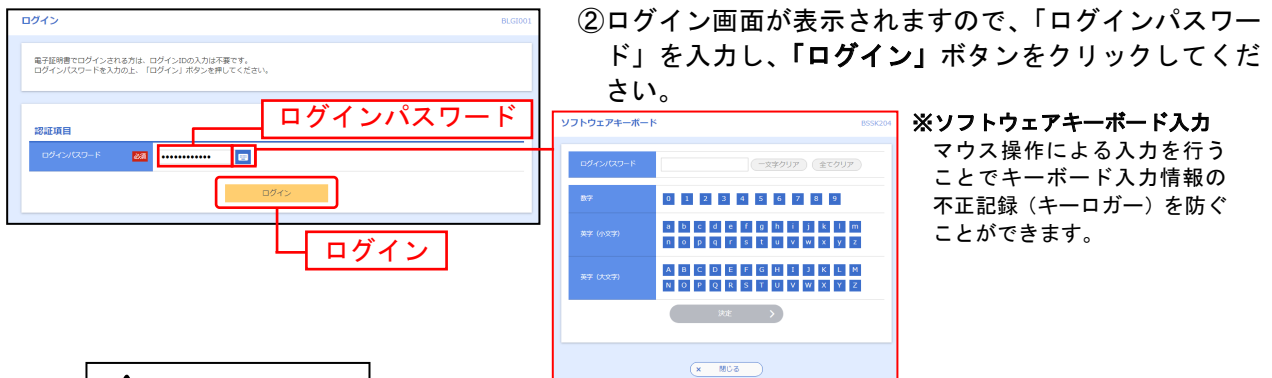 ログイン
BLGI001
電子証明書でログインされる方は、ログインIDの入力は不要です。
ログインパスワードを入力の上、「ログイン」ボタンを押してください。
認証項目
ログインパスワード
ログインパスワード 必須 ••••••••••••
ログイン
ログイン
②ログイン画面が表示されますので、「ログインパスワー
ド」を入力し、「ログイン」ボタンをクリックしてくだ
さい。
ソフトウェアキーボード
BSSK204
ログインパスワード 一文字クリア 全てクリア
数字 0 1 2 3 4 5 6 7 8 9
英字（小文字） a b c d e f g h i j k l m
n o p q r s t u v w x y z
英字（大文字） A B C D E F G H I J K L M
N O P Q R S T U V W X Y Z
決定
× 閉じる
※ソフトウェアキーボード入力
マウス操作による入力を行う
ことでキーボード入力情報の
不正記録（キーロガー）を防ぐ
ことができます。